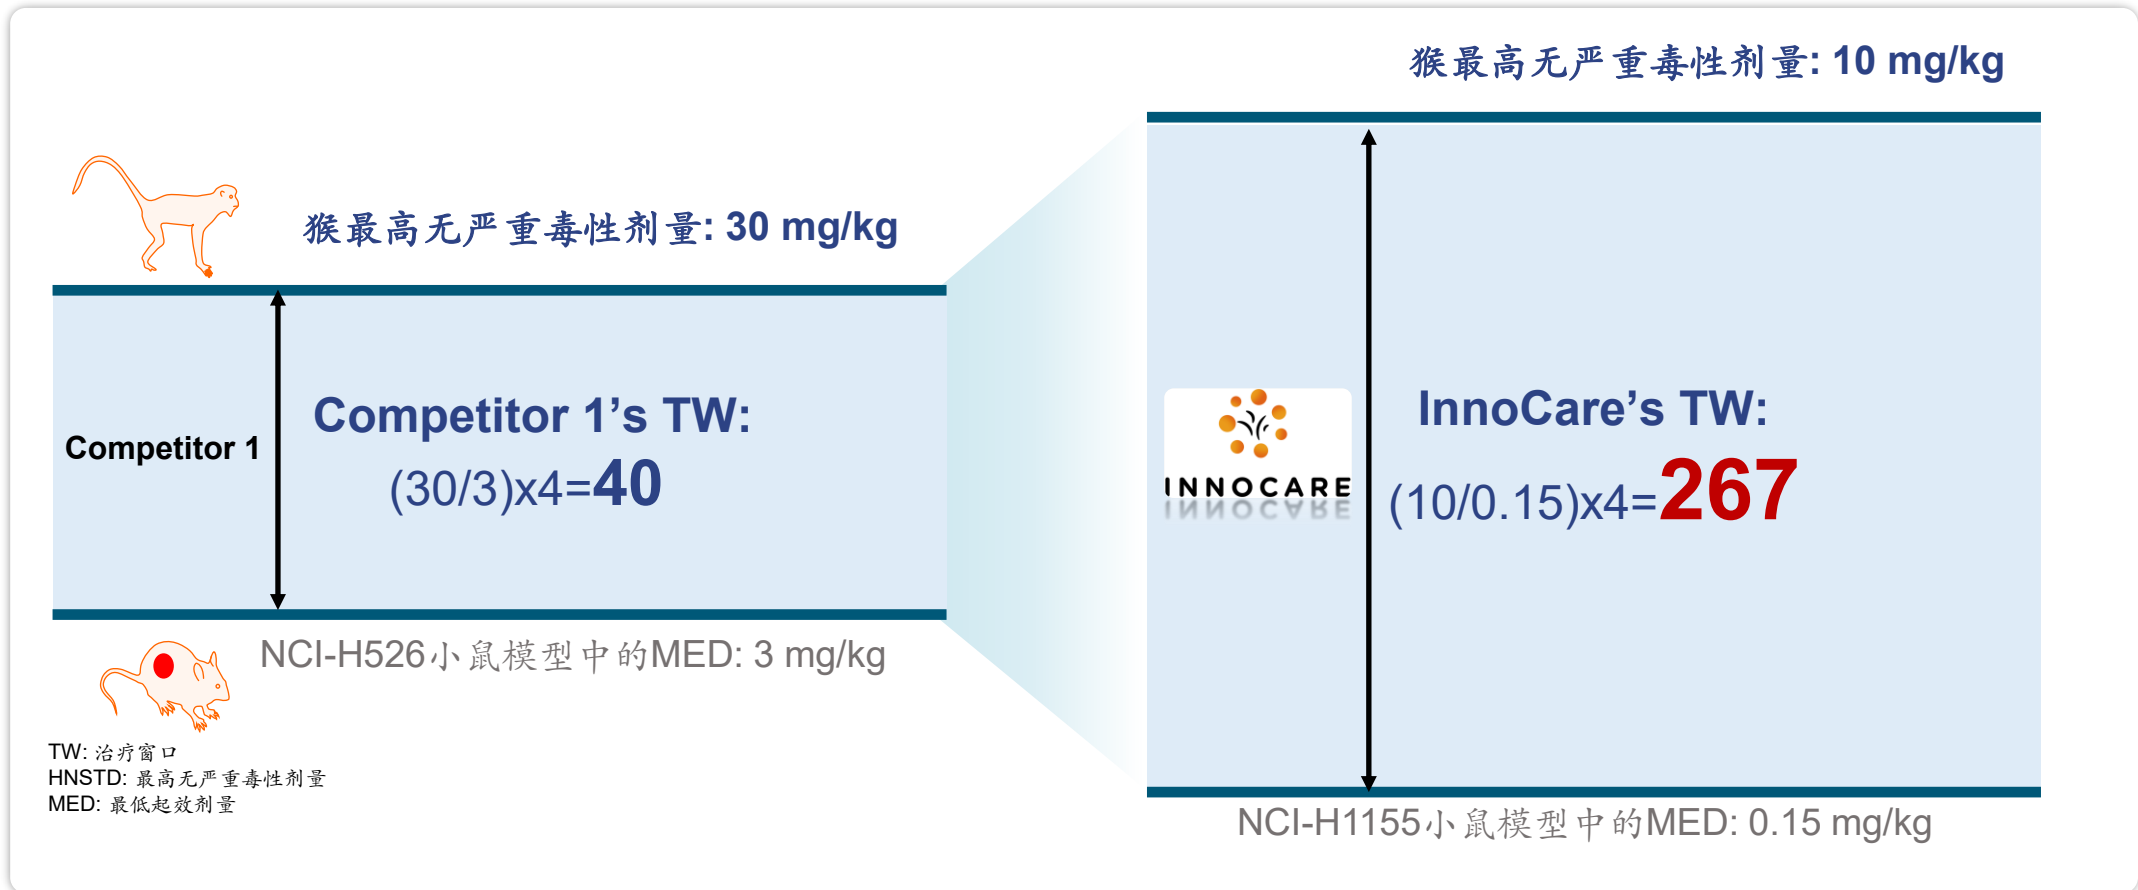 猴最高无严重毒性剂量: 10 mg/kg
猴最高无严重毒性剂量: 30 mg/kg
Competitor 1
Competitor 1’s TW:
(30/3)x4=40
INNOCARE
InnoCare’s TW:
(10/0.15)x4=267
NCI-H526小鼠模型中的MED: 3 mg/kg
TW: 治疗窗口
HNSTD: 最高无严重毒性剂量
MED: 最低起效剂量
NCI-H1155小鼠模型中的MED: 0.15 mg/kg